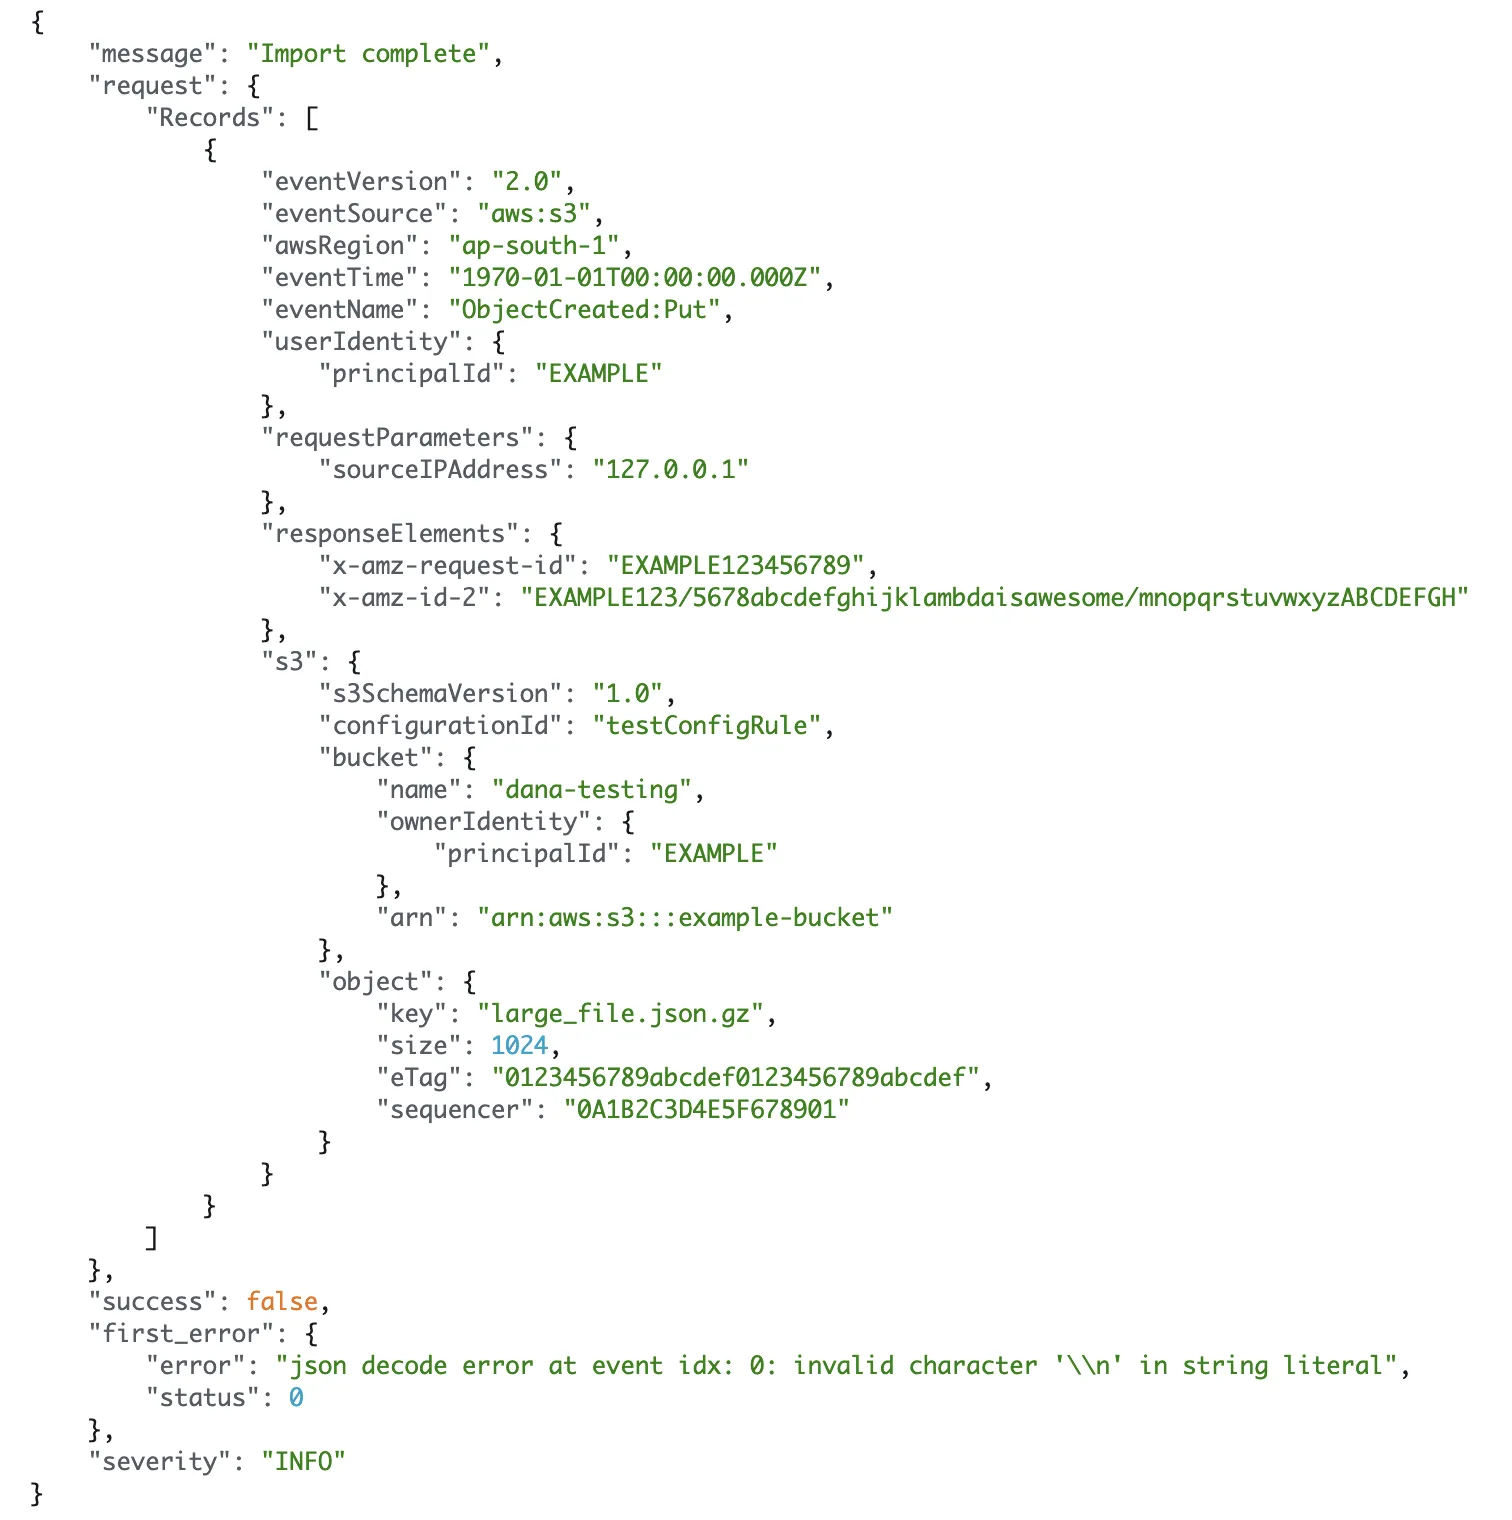 {
    "message": "Import complete",
    "request": {
        "Records": [
            {
                "eventVersion": "2.0",
                "eventSource": "aws:s3",
                "awsRegion": "ap-south-1",
                "eventTime": "1970-01-01T00:00:00.000Z",
                "eventName": "ObjectCreated:Put",
                "userIdentity": {
                    "principalId": "EXAMPLE"
                },
                "requestParameters": {
                    "sourceIPAddress": "127.0.0.1"
                },
                "responseElements": {
                    "x-amz-request-id": "EXAMPLE123456789",
                    "x-amz-id-2": "EXAMPLE123/5678abcdefghijklambdaisawesome/mnopqrstuvwxyzABCDEFGH"
                },
                "s3": {
                    "s3SchemaVersion": "1.0",
                    "configurationId": "testConfigRule",
                    "bucket": {
                        "name": "dana-testing",
                        "ownerIdentity": {
                            "principalId": "EXAMPLE"
                        },
                        "arn": "arn:aws:s3:::example-bucket"
                    },
                    "object": {
                        "key": "large_file.json.gz",
                        "size": 1024,
                        "eTag": "0123456789abcdef0123456789abcdef",
                        "sequencer": "0A1B2C3D4E5F678901"
                    }
                }
            }
        ]
    },
    "success": false,
    "first_error": {
        "error": "json decode error at event idx: 0: invalid character '\\n' in string literal",
        "status": 0
    },
    "severity": "INFO"
}